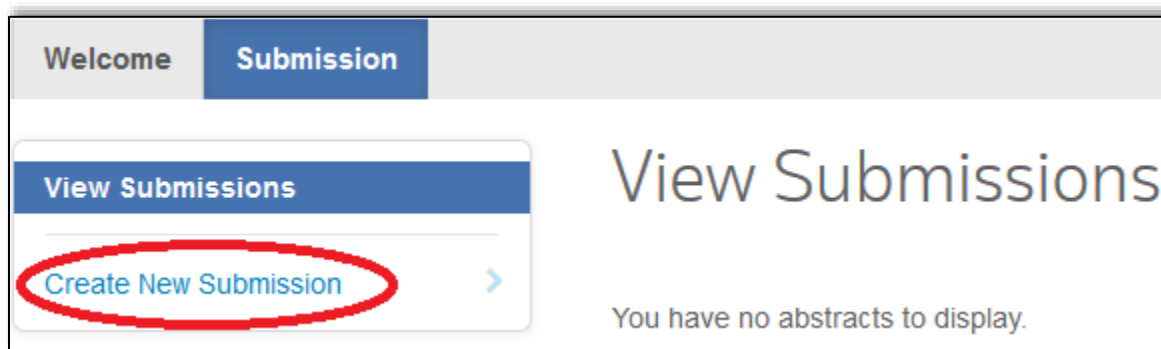 Welcome Submission
View Submissions
Create New Submission
View Submissions
You have no abstracts to display.